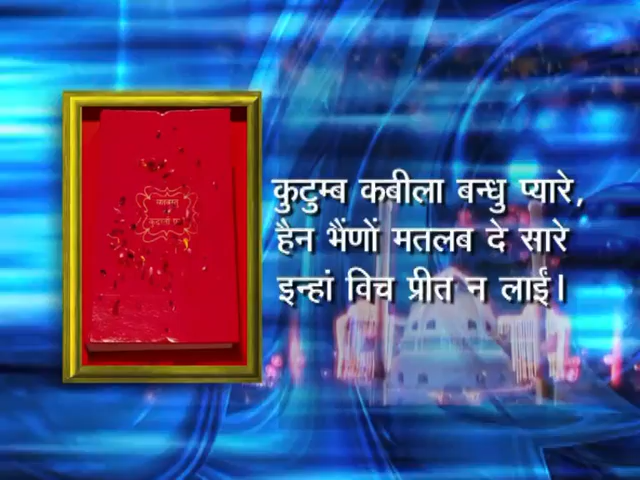 कुटुम्ब कबीला बन्धु प्यारे,
हैन भैंणों मतलब दे सारे
इन्हां विच प्रीत न लाईं।